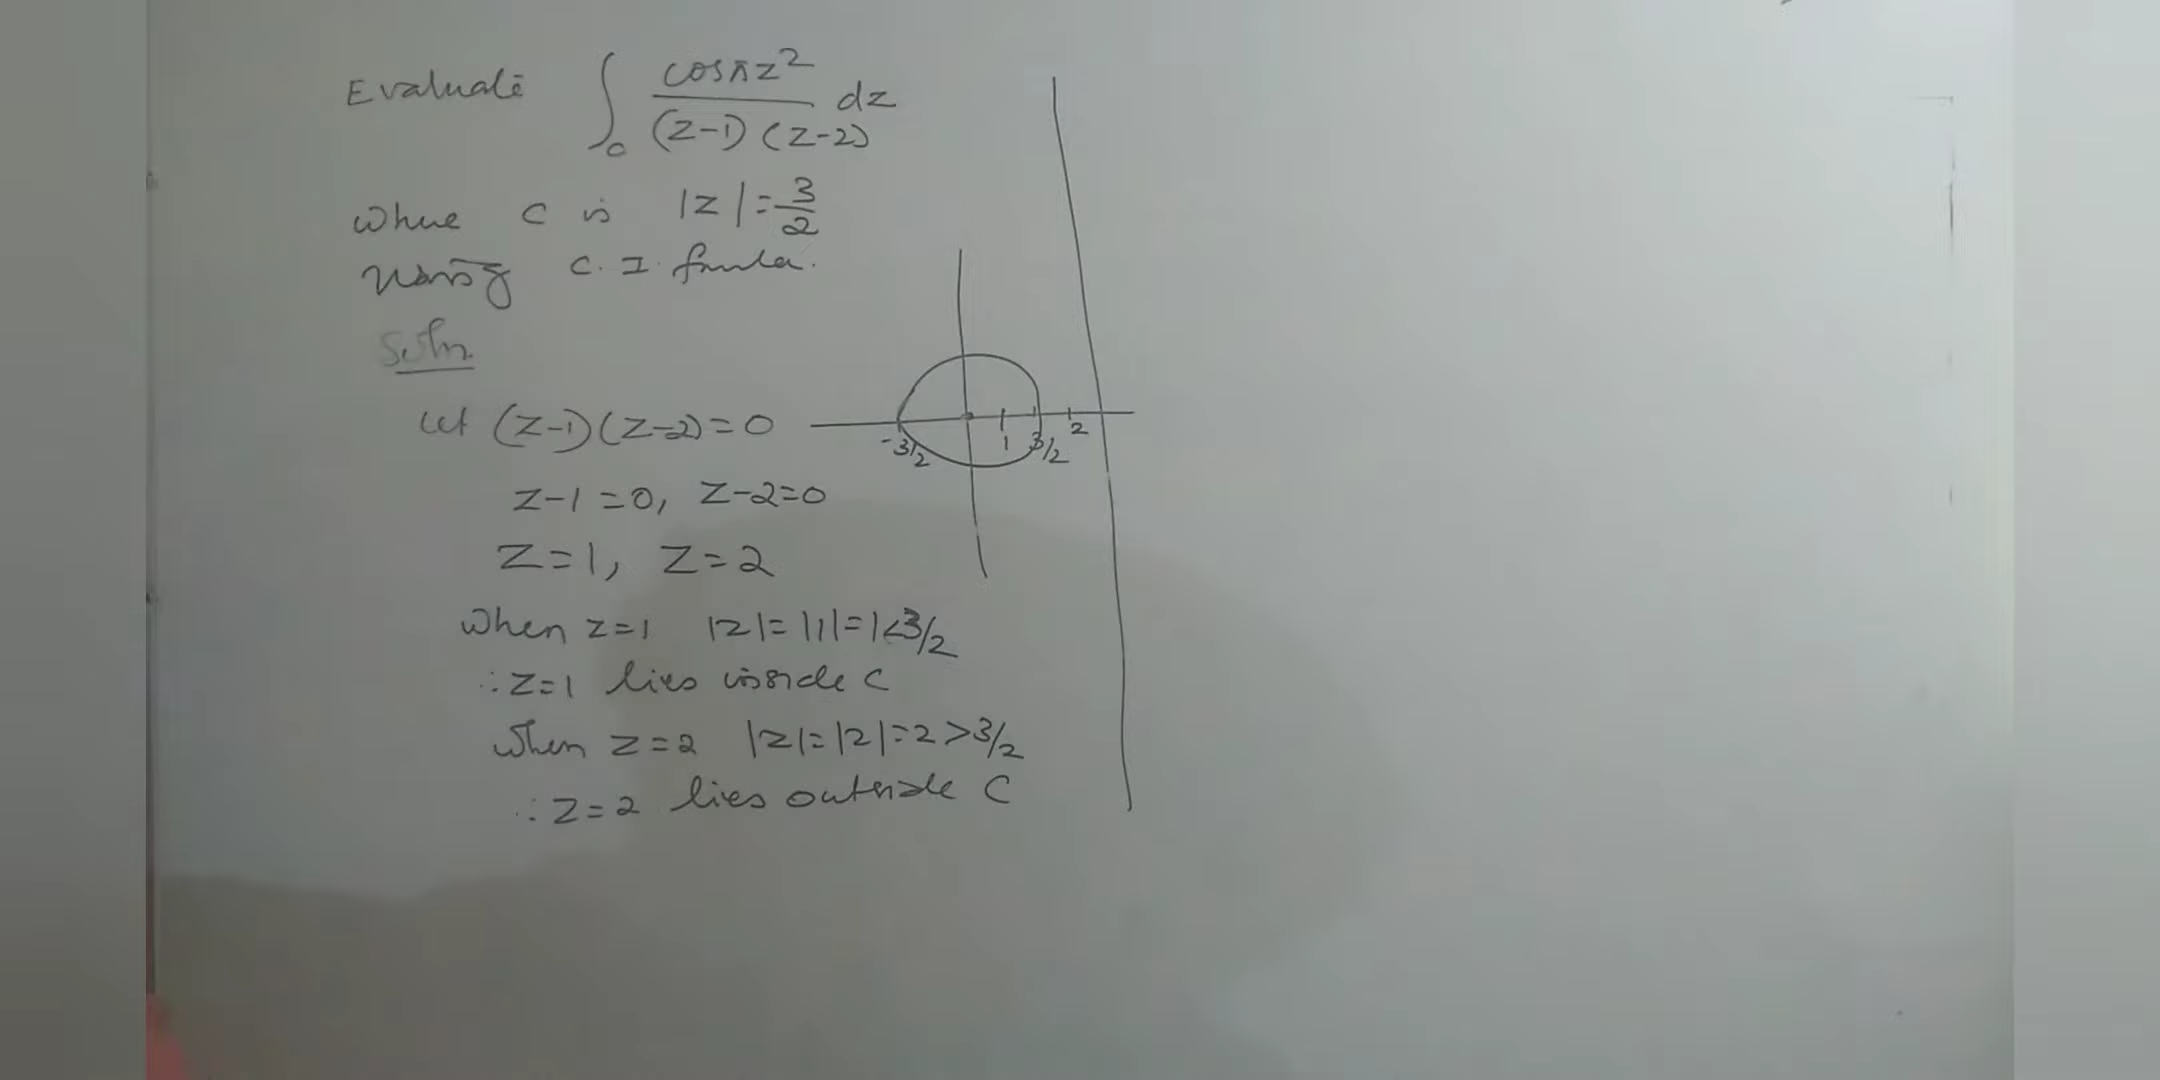 Evaluate ∫_C cosπz² / (z-1)(z-2) dz
where C is |z| = 3/2
Using C.I. formula.
Soln.
Let (z-1)(z-2)=0
-3/2 1 3/2 2
z-1=0, z-2=0
z=1, z=2
When z=1 |z|=|1|=1<3/2
∴ z=1 lies inside C
When z=2 |z|=|2|=2>3/2
∴ z=2 lies outside C